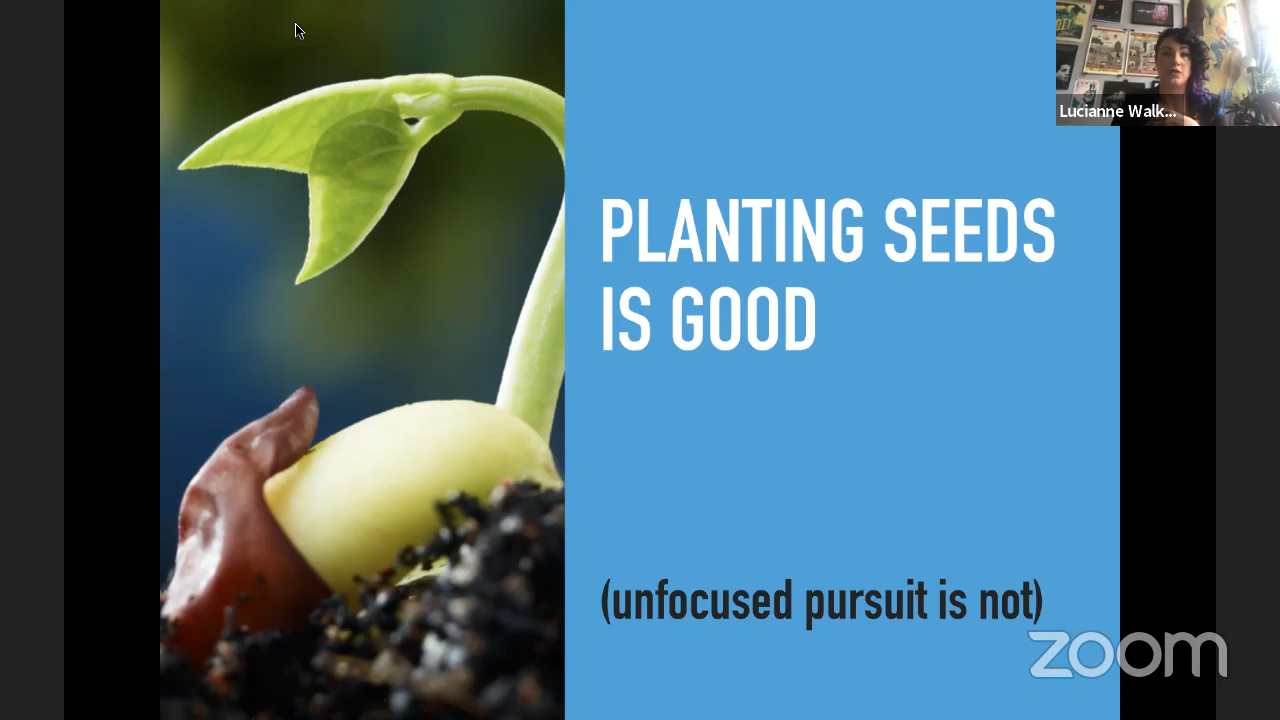 Lucianne Walk...
PLANTING SEEDS
IS GOOD
(unfocused pursuit is not)
zoom